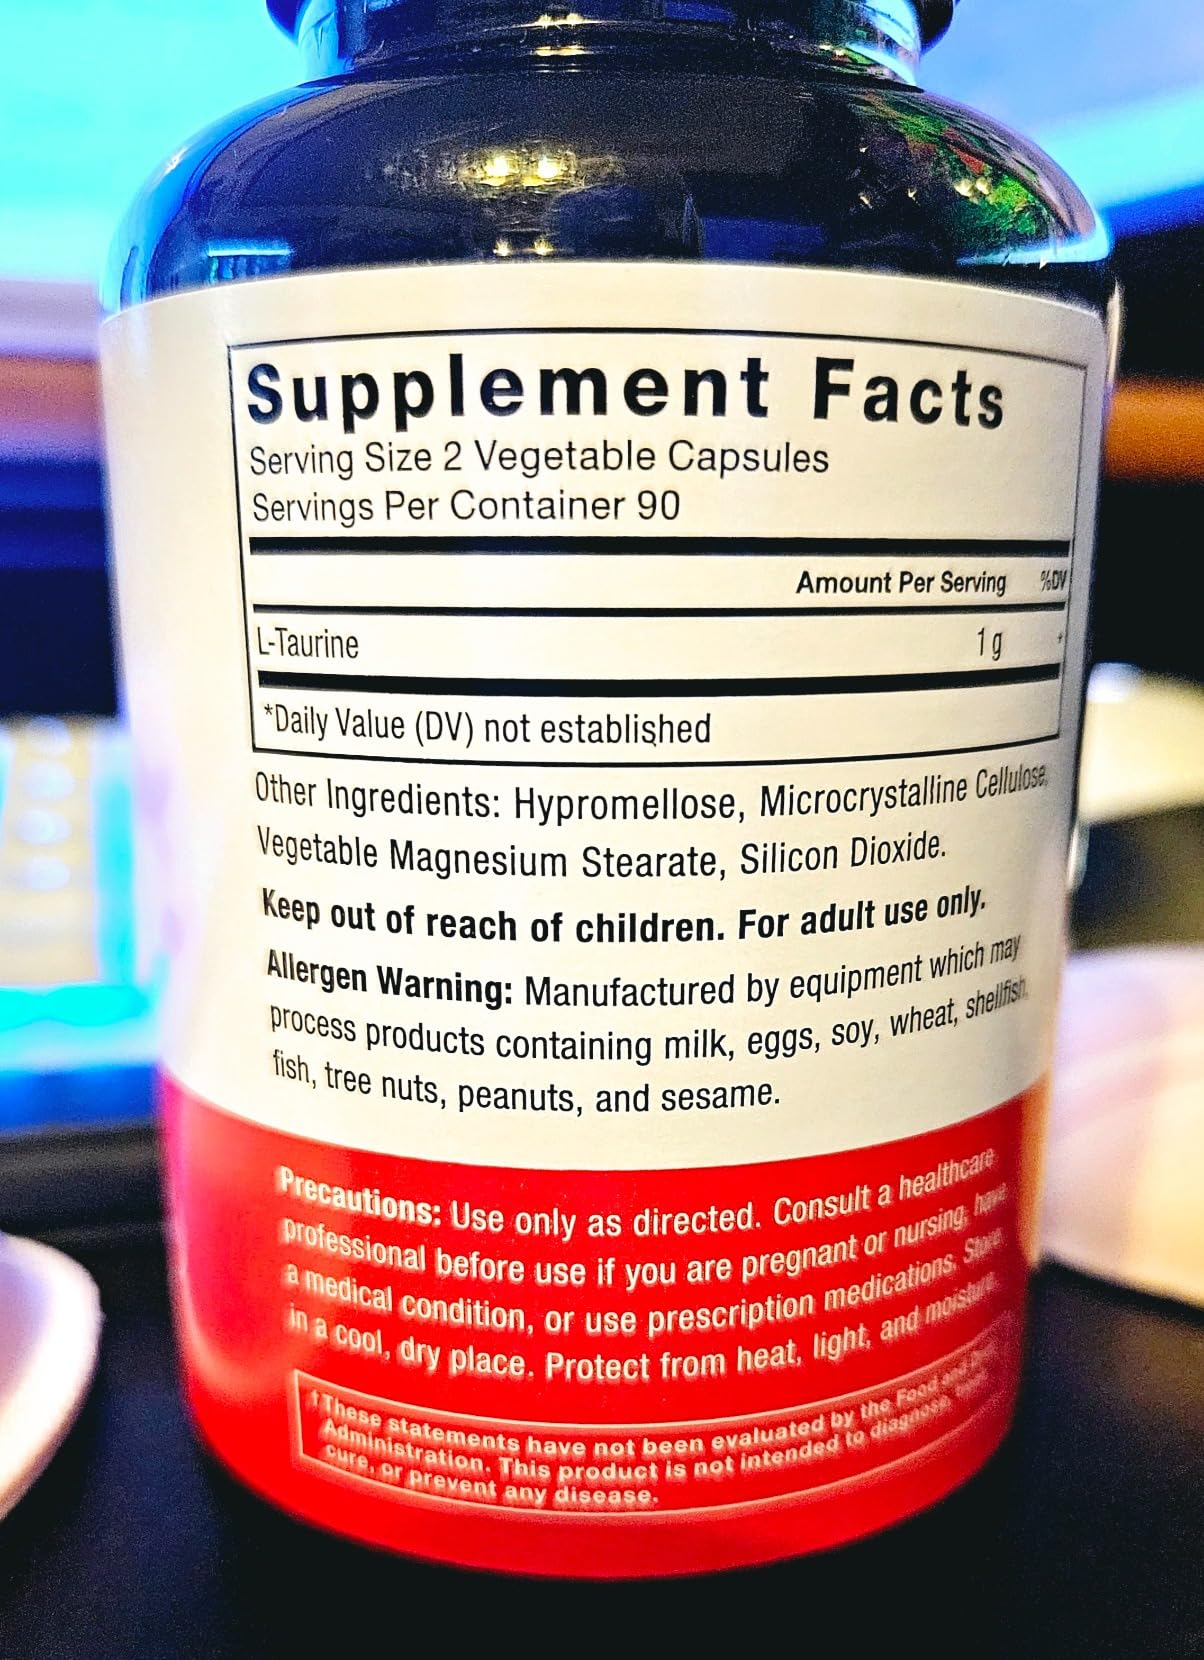 Supplement Facts
Serving Size 2 Vegetable Capsules
Servings Per Container 90
Amount Per Serving %DV
L-Taurine 1 g *
*Daily Value (DV) not established
Other Ingredients: Hypromellose, Microcrystalline Cellulose,
Vegetable Magnesium Stearate, Silicon Dioxide.
Keep out of reach of children. For adult use only.
Allergen Warning: Manufactured by equipment which may
process products containing milk, eggs, soy, wheat, shellfish,
fish, tree nuts, peanuts, and sesame.
Precautions: Use only as directed. Consult a healthcare
professional before use if you are pregnant or nursing, have
a medical condition, or use prescription medications. Store
in a cool, dry place. Protect from heat, light, and moisture.
†These statements have not been evaluated by the Food and
Administration. This product is not intended to diagnose,
cure, or prevent any disease.